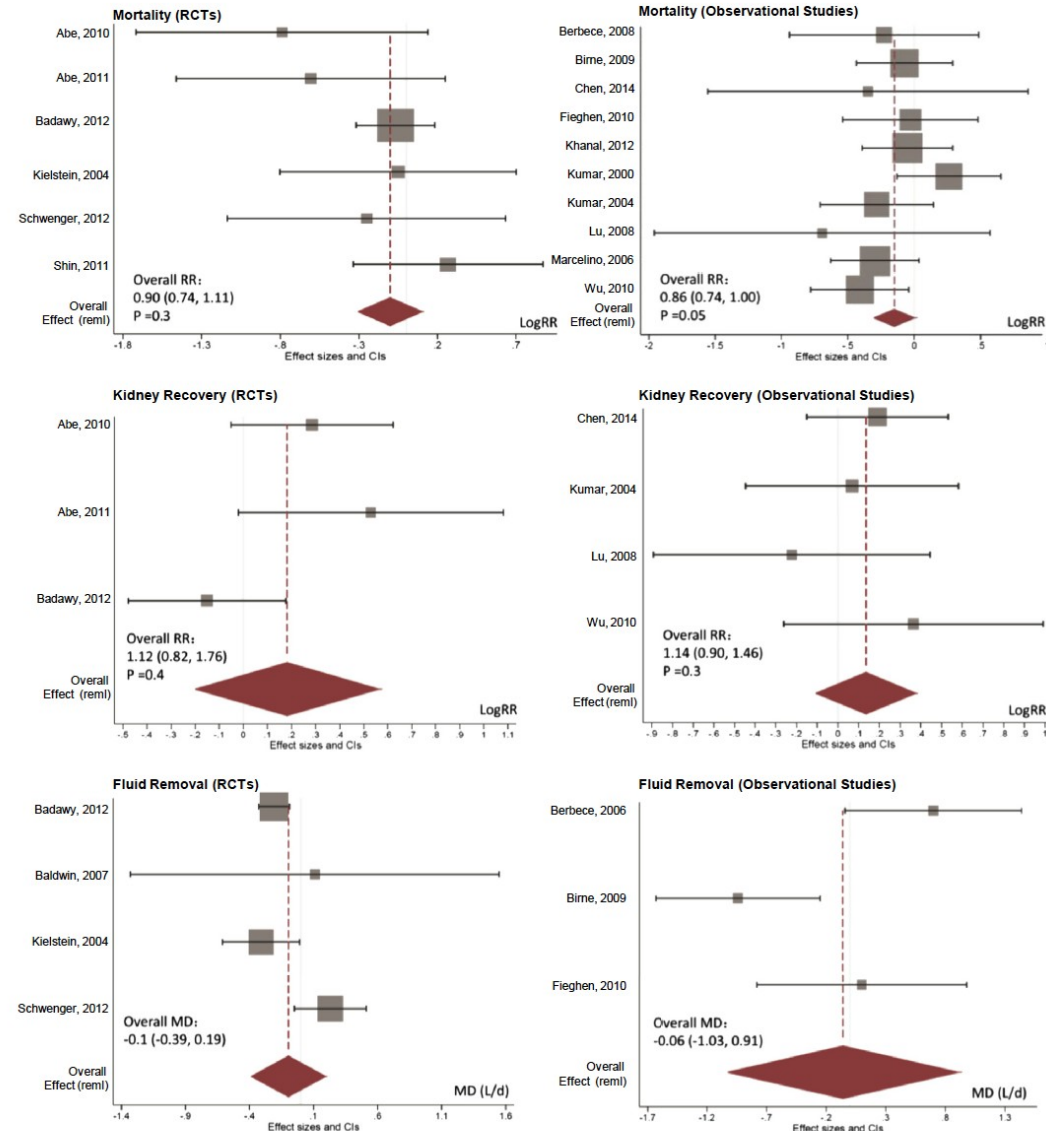 Mortality (RCTs)
Abe, 2010
Abe, 2011
Badawy, 2012
Kielstein, 2004
Schwenger, 2012
Shin, 2011
Overall RR:
0.90 (0.74, 1.11)
P =0.3
Overall
Effect (reml)
LogRR
-1.8 -1.3 -.8 -.3 .2 .7
Effect sizes and CIs
Mortality (Observational Studies)
Berbece, 2008
Birne, 2009
Chen, 2014
Fieghen, 2010
Khanal, 2012
Kumar, 2000
Kumar, 2004
Lu, 2008
Marcelino, 2006
Wu, 2010
Overall RR:
0.86 (0.74, 1.00)
P =0.05
Overall
Effect (reml)
LogRR
-2 -1.5 -1 -.5 0 .5
Effect sizes and CIs
Kidney Recovery (RCTs)
Abe, 2010
Abe, 2011
Badawy, 2012
Overall RR:
1.12 (0.82, 1.76)
P =0.4
Overall
Effect (reml)
LogRR
-.5 -.4 -.3 -.2 -.1 0 .1 .2 .3 .4 .5 .6 .7 .8 .9 1 1.1
Effect sizes and CIs
Kidney Recovery (Observational Studies)
Chen, 2014
Kumar, 2004
Lu, 2008
Wu, 2010
Overall RR:
1.14 (0.90, 1.46)
P =0.3
Overall
Effect (reml)
LogRR
-.9 -.8 -.7 -.6 -.5 -.4 -.3 -.2 -.1 0 .1 .2 .3 .4 .5 .6 .7 .8 .9 1
Effect sizes and CIs
Fluid Removal (RCTs)
Badawy, 2012
Baldwin, 2007
Kielstein, 2004
Schwenger, 2012
Overall MD:
-0.1 (-0.39, 0.19)
Overall
Effect (reml)
MD (L/d)
-1.4 -.9 -.4 .1 .6 1.1 1.6
Effect sizes and CIs
Fluid Removal (Observational Studies)
Berbece, 2006
Birne, 2009
Fieghen, 2010
Overall MD:
-0.06 (-1.03, 0.91)
Overall
Effect (reml)
MD (L/d)
-1.7 -1.2 -.7 -.2 .3 .8 1.3
Effect sizes and CIs